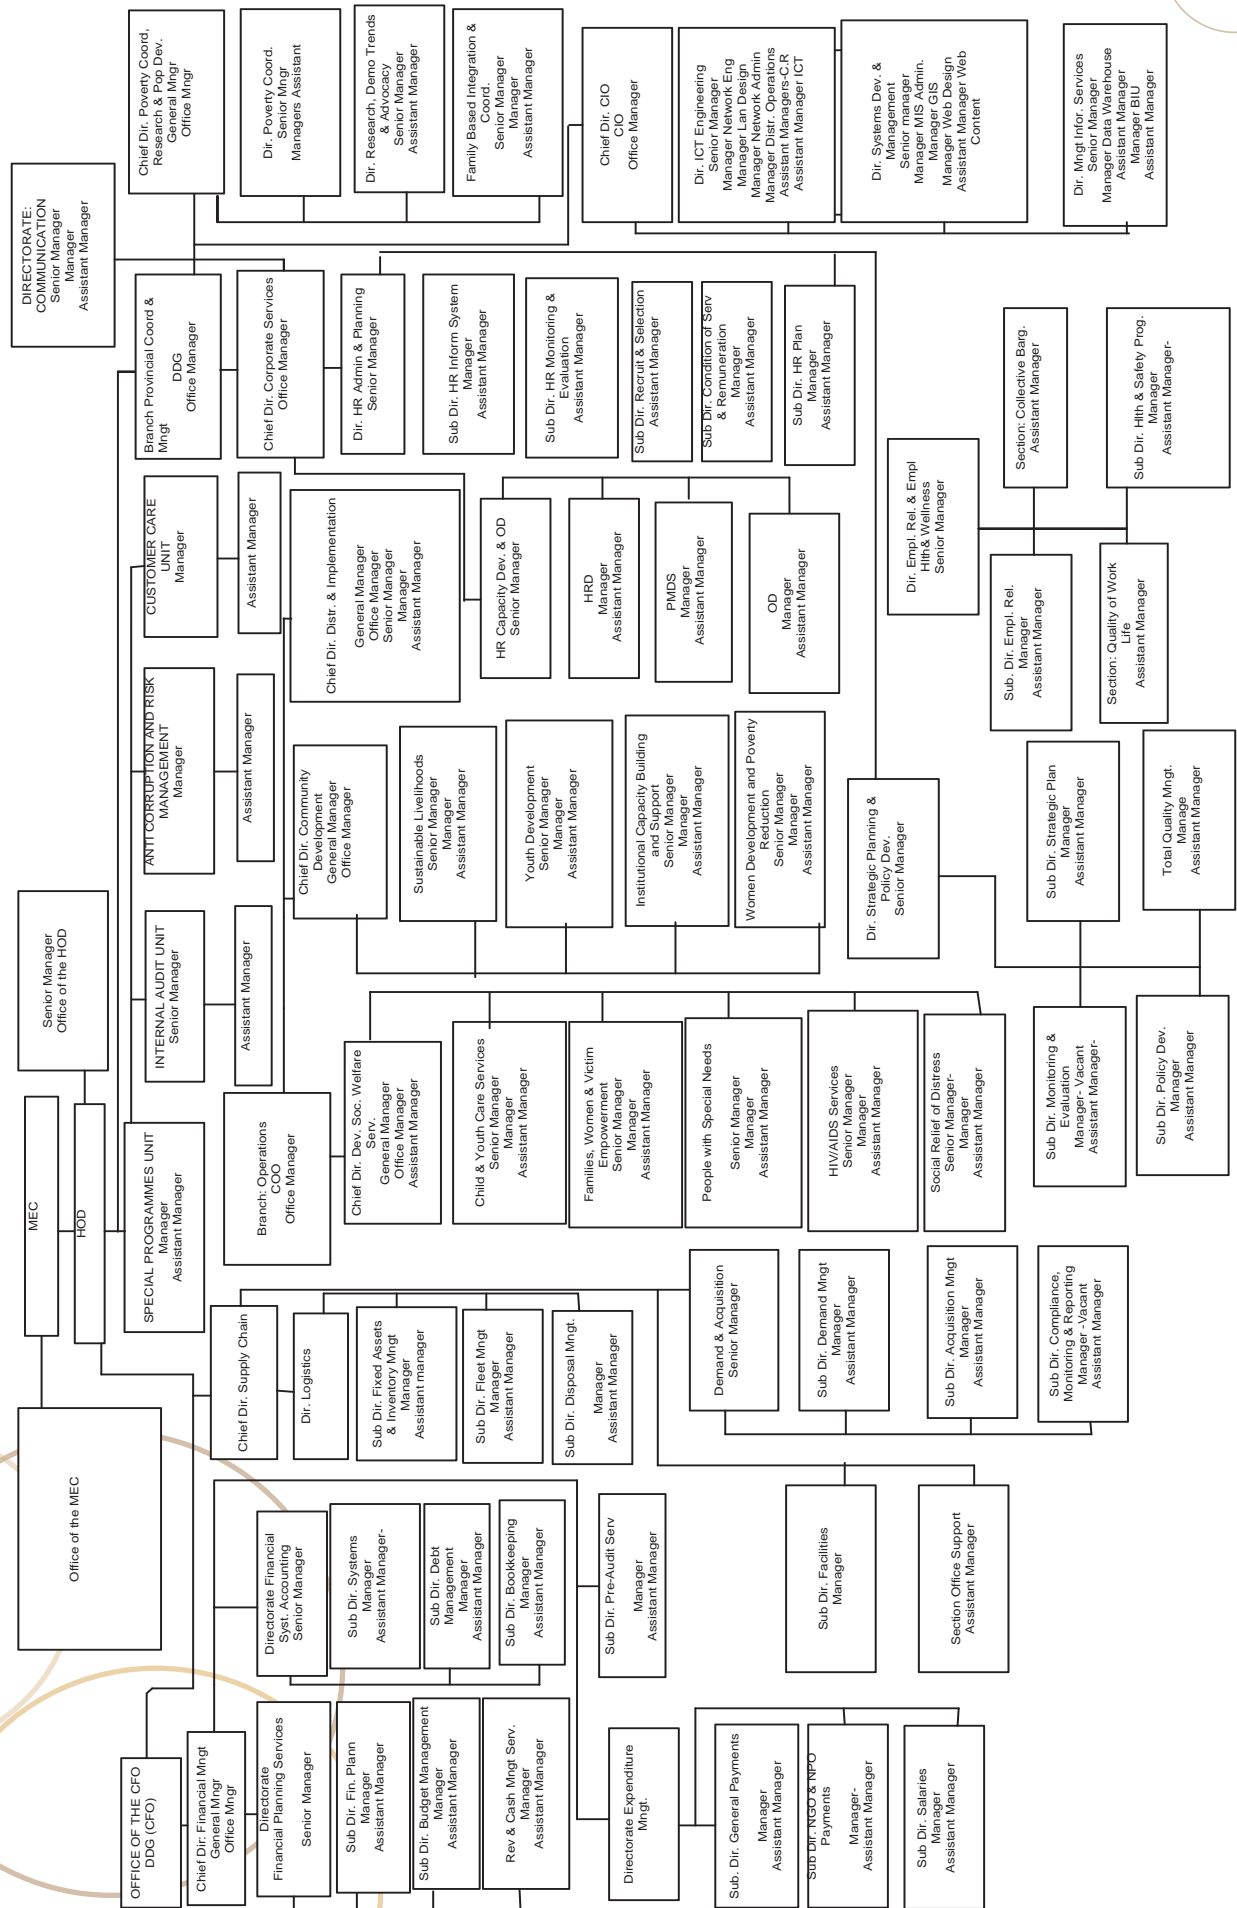 Office of the MEC
MEC
HOD
Senior Manager
Office of the HOD
DIRECTORATE:
COMMUNICATION
Senior Manager
Manager
Assistant Manager
OFFICE OF THE CFO
DDG (CFO)
Chief Dir: Financial Mngt
General Mngr
Office Mngr
Directorate
Financial Planning Services
Senior Manager
Sub Dir. Fin. Plann
Manager
Assistant Manager
Sub Dir. Budget Management
Manager
Assistant Manager
Rev & Cash Mngt Serv.
Manager
Assistant Manager
Directorate Financial
Syst. Accounting
Senior Manager
Sub Dir. Systems
Manager
Assistant Manager-
Sub Dir. Debt
Management
Manager
Assistant Manager
Sub Dir. Bookkeeping
Manager
Assistant Manager
Sub Dir. Pre-Audit Serv
Manager
Assistant Manager
Directorate Expenditure
Mngt.
Sub. Dir. General Payments
Manager
Assistant Manager
Sub Dir. NGO & NPO
Payments
Manager-
Assistant Manager
Sub Dir. Salaries
Manager
Assistant Manager
Chief Dir. Supply Chain
Dir. Logistics
Sub Dir. Fixed Assets
& Inventory Mngt
Manager
Assistant manager
Sub Dir. Fleet Mngt
Manager
Assistant Manager
Sub Dir. Disposal Mngt.
Manager
Assistant Manager
Demand & Acquisition
Senior Manager
Sub Dir. Demand Mngt
Manager
Assistant Manager
Sub Dir. Acquisition Mngt
Manager
Assistant Manager
Sub Dir. Compliance,
Monitoring & Reporting
Manager -Vacant
Assistant Manager
Sub Dir. Facilities
Manager
Section Office Support
Assistant Manager
SPECIAL PROGRAMMES UNIT
Manager
Assistant Manager
INTERNAL AUDIT UNIT
Senior Manager
Assistant Manager
ANTI CORRUPTION AND RISK
MANAGEMENT
Manager
Assistant Manager
CUSTOMER CARE
UNIT
Manager
Assistant Manager
Branch: Operations
COO
Office Manager
Chief Dir. Dev. Soc. Welfare
Serv.
General Manager
Office Manager
Assistant Manager
Child & Youth Care Services
Senior Manager
Manager
Assistant Manager
Families, Women & Victim
Empowerment
Senior Manager
Manager
Assistant Manager
People with Special Needs
Senior Manager
Manager
Assistant Manager
HIV/AIDS Services
Senior Manager
Manager
Assistant Manager
Social Relief of Distress
Senior Manager-
Manager
Assistant Manager
Chief Dir. Community
Development
General Manager
Office Manager
Sustainable Livelihoods
Senior Manager
Manager
Assistant Manager
Youth Development
Senior Manager
Manager
Assistant Manager
Institutional Capacity Building
and Support
Senior Manager
Manager
Assistant Manager
Women Development and Poverty
Reduction
Senior Manager
Manager
Assistant Manager
Chief Dir. Distr. & Implementation
General Manager
Office Manager
Senior Manager
Manager
Assistant Manager
Branch Provincial Coord &
Mngt
DDG
Office Manager
Chief Dir. Corporate Services
Office Manager
Dir. HR Admin & Planning
Senior Manager
Sub Dir. HR Inform System
Manager
Assistant Manager
Sub Dir. HR Monitoring &
Evaluation
Assistant Manager
Sub Dir. Recruit & Selection
Assistant Manager
Sub Dir. Condition of Serv
& Remuneration
Manager
Assistant Manager
Sub Dir. HR Plan
Manager
Assistant Manager
HR Capacity Dev. & OD
Senior Manager
HRD
Manager
Assistant Manager
PMDS
Manager
Assistant Manager
OD
Manager
Assistant Manager
Dir. Strategic Planning &
Policy Dev.
Senior Manager
Sub Dir. Strategic Plan
Manager
Assistant Manager
Total Quality Mngt.
Manage
Assistant Manager
Sub Dir. Monitoring &
Evaluation
Manager- Vacant
Assistant Manager-
Sub Dir. Policy Dev.
Manager
Assistant Manager
Dir. Empl. Rel. & Empl
Hlth& Wellness
Senior Manager
Sub. Dir. Empl. Rel.
Manager
Assistant Manager
Section: Quality of Work
Life
Assistant Manager
Section: Collective Barg.
Assistant Manager
Sub Dir. Hlth & Safety Prog.
Manager
Assistant Manager-
Chief Dir. Poverty Coord,
Research & Pop Dev.
General Mngr
Office Mngr
Dir. Poverty Coord.
Senior Mngr
Managers Assistant
Dir. Research, Demo Trends
& Advocacy
Senior Manager
Assistant Manager
Family Based Integration &
Coord.
Senior Manager
Manager
Assistant Manager
Chief Dir. CIO
CIO
Office Manager
Dir. ICT Engineering
Senior Manager
Manager Network Eng
Manager Lan Design
Manager Network Admin
Manager Distr. Operations
Assistant Managers-C.R
Assistant Manager ICT
Dir. Systems Dev. &
Management
Senior manager
Manager MIS Admin.
Manager GIS
Manager Web Design
Assistant Manager Web
Content
Dir. Mngt Infor. Services
Senior Manager
Manager Data Warehouse
Assistant Manager
Manager BIU
Assistant Manager